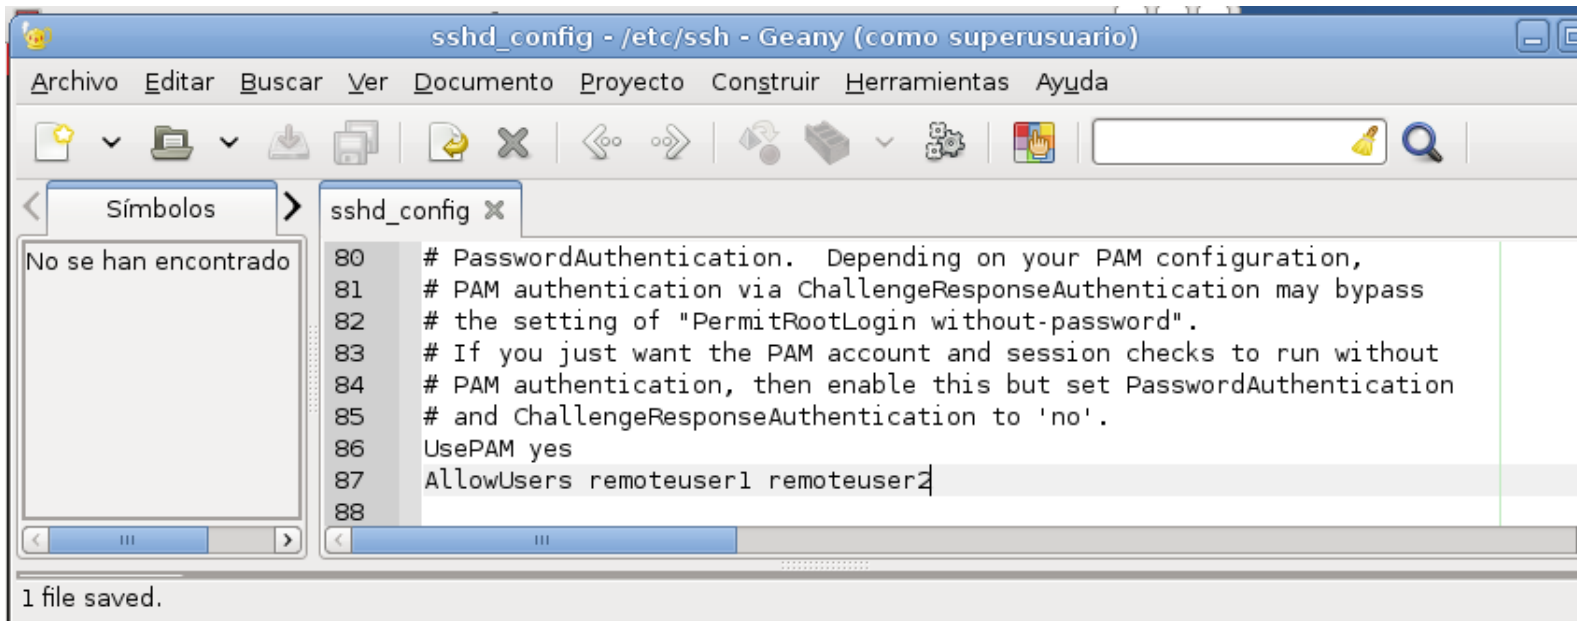 sshd_config - /etc/ssh - Geany (como superusuario)
Archivo Editar Buscar Ver Documento Proyecto Construir Herramientas Ayuda
Símbolos
sshd_config
No se han encontrado
80 # PasswordAuthentication.  Depending on your PAM configuration,
81 # PAM authentication via ChallengeResponseAuthentication may bypass
82 # the setting of "PermitRootLogin without-password".
83 # If you just want the PAM account and session checks to run without
84 # PAM authentication, then enable this but set PasswordAuthentication
85 # and ChallengeResponseAuthentication to 'no'.
86 UsePAM yes
87 AllowUsers remoteuser1 remoteuser2
88
1 file saved.